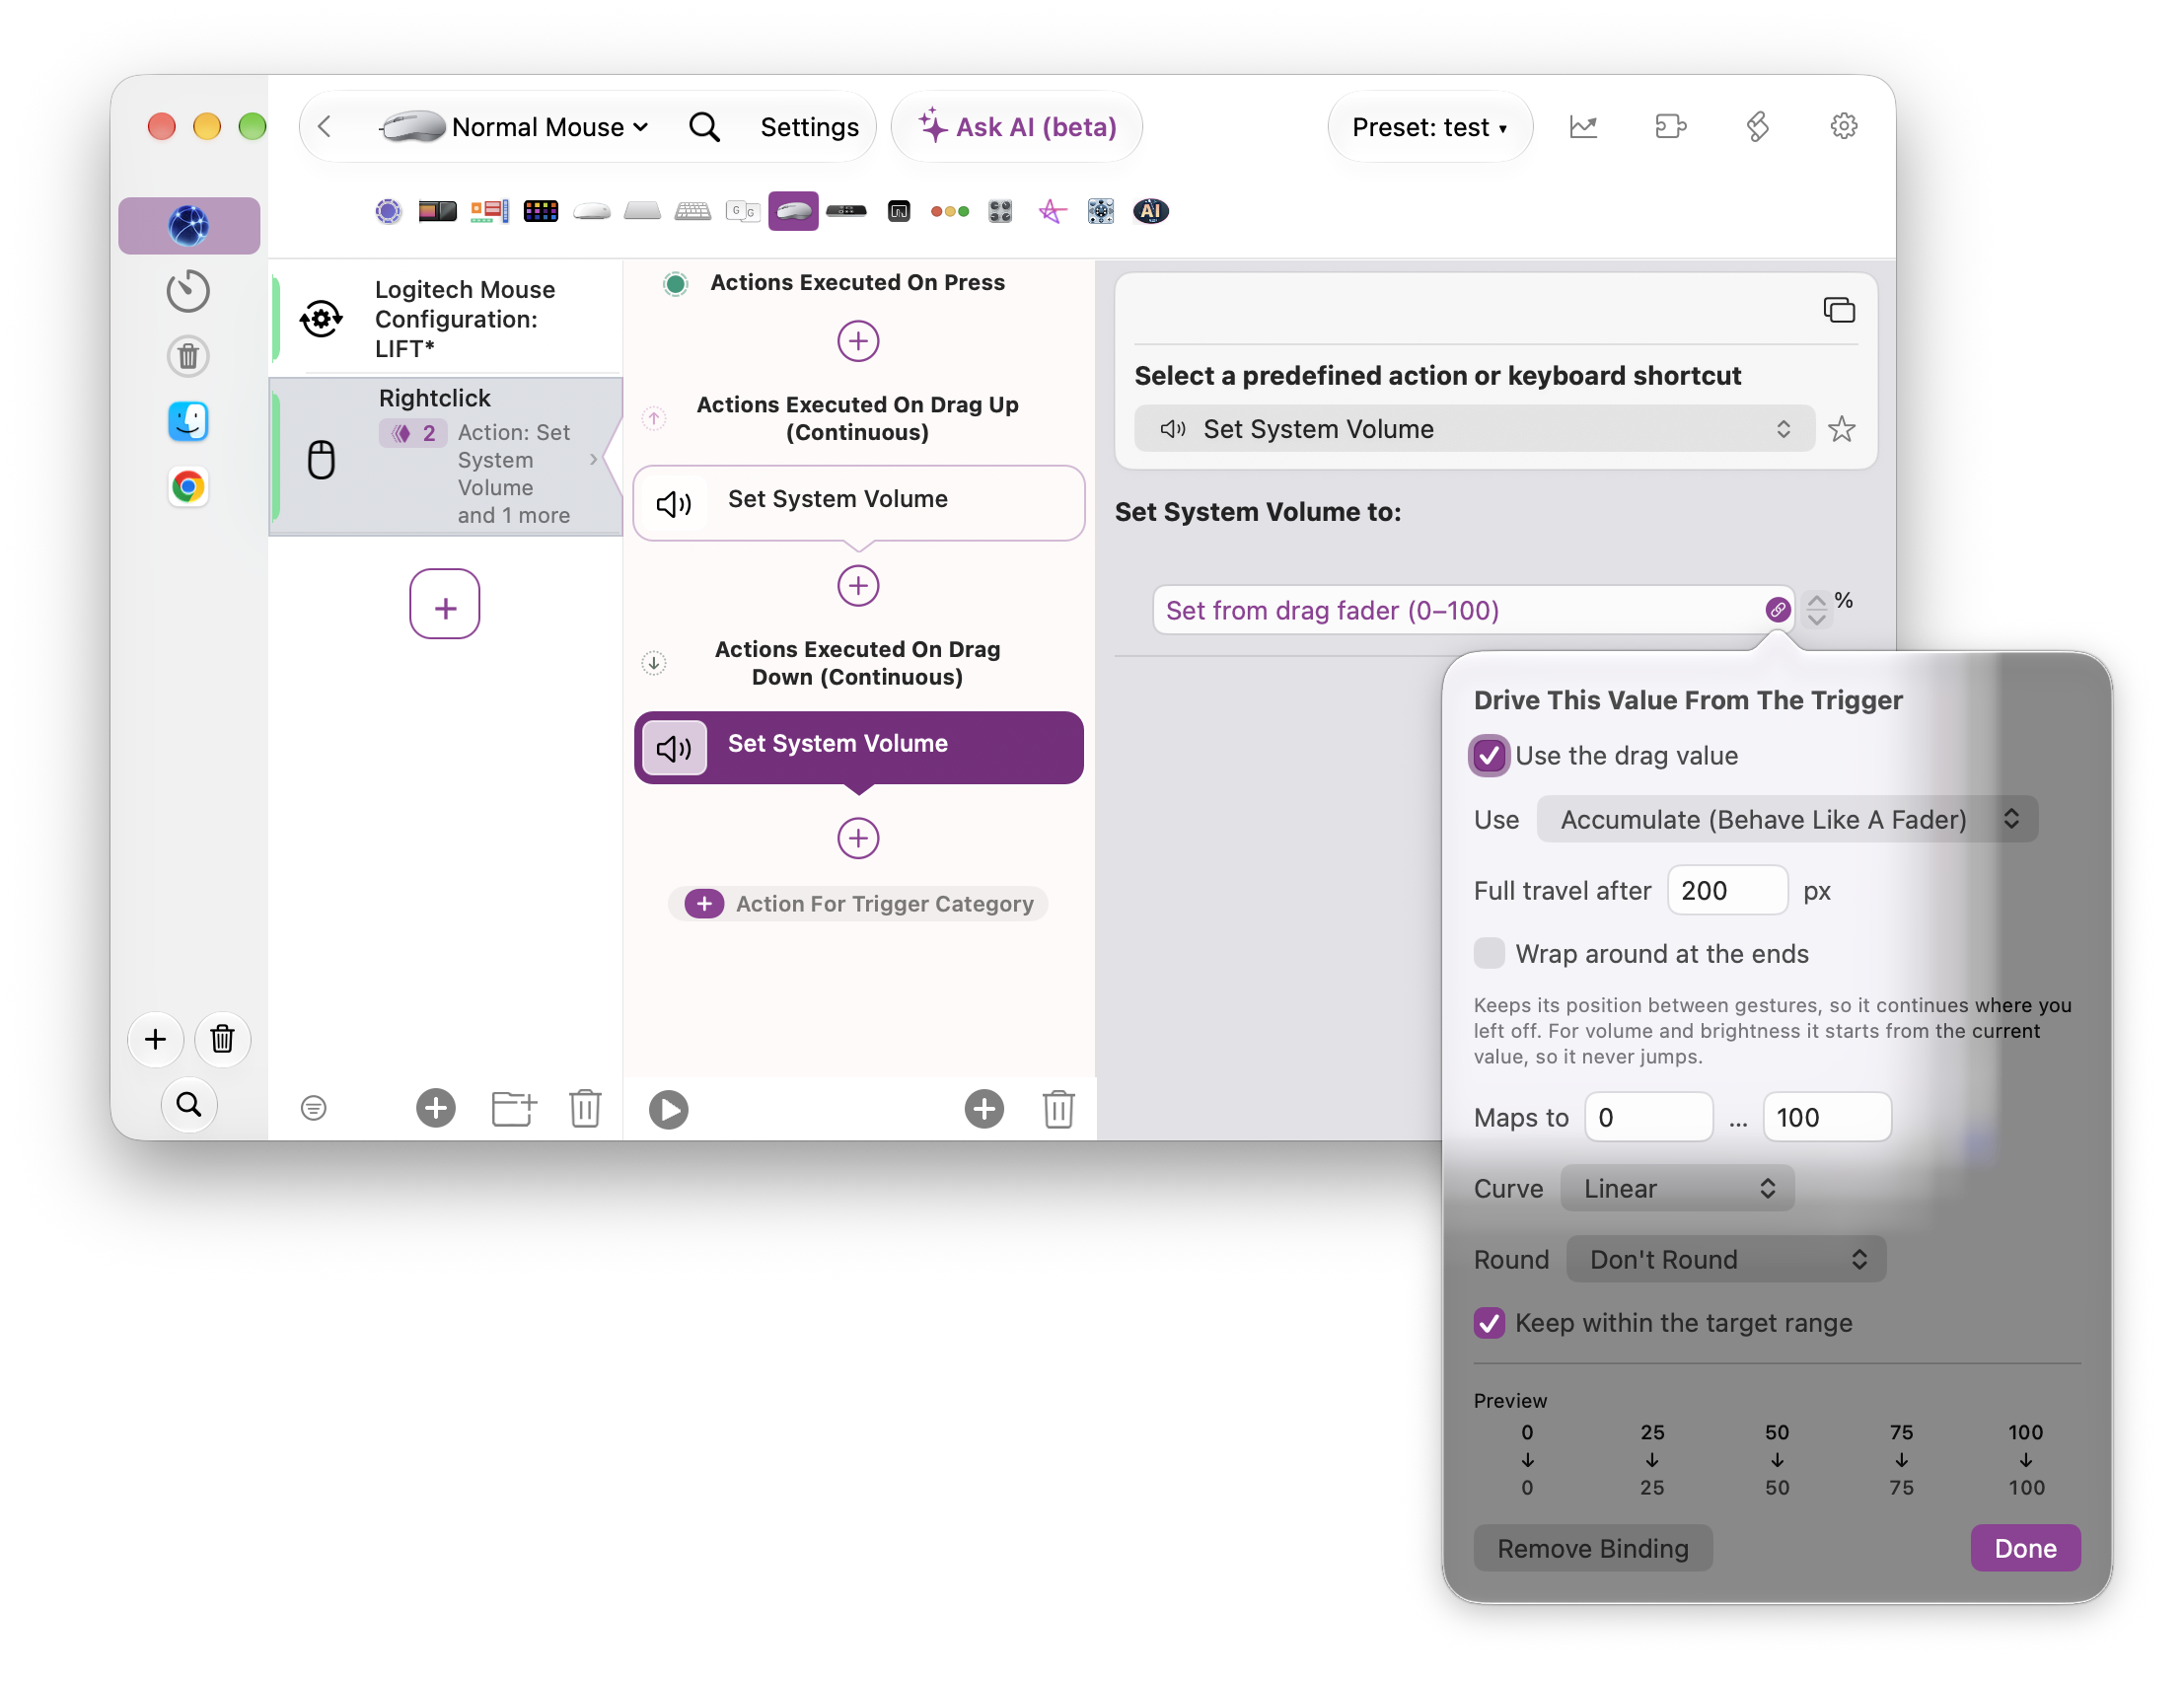 Normal Mouse
Settings
Ask AI (beta)
Preset: test
G
G
AI
Logitech Mouse
Configuration:
LIFT*
Rightclick
2
Action: Set
System
Volume
and 1 more
Actions Executed On Press
Actions Executed On Drag Up
(Continuous)
Set System Volume
Actions Executed On Drag
Down (Continuous)
Set System Volume
Action For Trigger Category
Select a predefined action or keyboard shortcut
Set System Volume
Set System Volume to:
Set from drag fader (0–100)
%
Drive This Value From The Trigger
Use the drag value
Use Accumulate (Behave Like A Fader)
Full travel after 200 px
Wrap around at the ends
Keeps its position between gestures, so it continues where you
left off. For volume and brightness it starts from the current
value, so it never jumps.
Maps to 0 ... 100
Curve Linear
Round Don't Round
Keep within the target range
Preview
0 25 50 75 100
↓ ↓ ↓ ↓ ↓
0 25 50 75 100
Remove Binding
Done